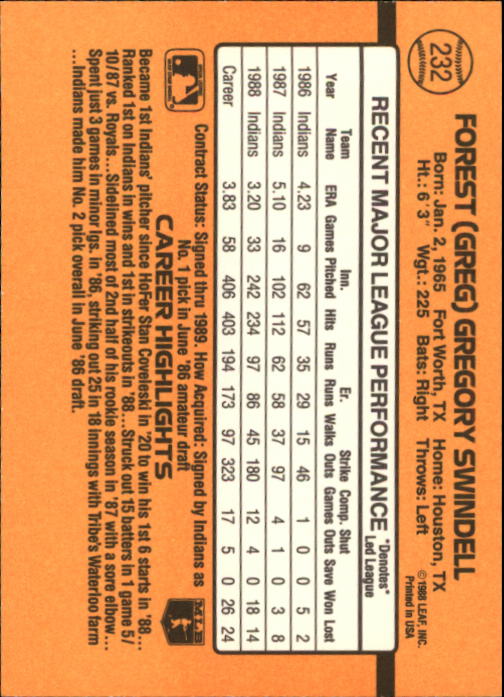 232
FOREST (GREG) GREGORY SWINDELL
Born: Jan. 2, 1965 Fort Worth, TX Home: Houston, TX
Ht.: 6'3" Wgt.: 225 Bats: Right Throws: Left
©1988 LEAF, INC.
Printed in USA
RECENT MAJOR LEAGUE PERFORMANCE
"Denotes"
Led League
Year Team Name ERA Games Inn. Pitched Hits Runs Er. Runs Walks Strike Outs Comp. Games Shut Outs Save Won Lost
1986 Indians 4.23 9 62 57 35 29 15 46 1 0 0 5 2
1987 Indians 5.10 16 102 112 62 58 37 97 4 1 0 3 8
1988 Indians 3.20 33 242 234 97 86 45 180 12 4 0 18 14
Career 3.83 58 406 403 194 173 97 323 17 5 0 26 24
Contract Status: Signed thru 1989. How Acquired: Signed by Indians as
No. 1 pick in June '86 amateur draft
MLB
CAREER HIGHLIGHTS
Became 1st Indians' pitcher since HoFer Stan Coveleski in '20 to win his 1st 6 starts in '88...
Ranked 1st on Indians in wins and 1st in strikeouts in '88...Struck out 15 batters in 1 game 5/
10/87 vs. Royals...Sidelined most of 2nd half of his rookie season in '87 with a sore elbow...
Spent just 3 games in minor lgs. in '86, striking out 25 in 18 innings with Tribe's Waterloo farm
...Indians made him No. 2 pick overall in June '86 draft.